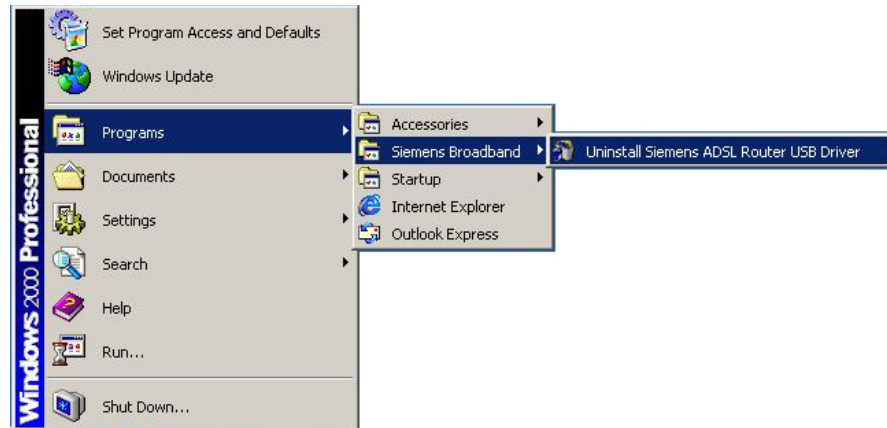 Windows 2000 Professional
Set Program Access and Defaults
Windows Update
Programs
Documents
Settings
Search
Help
Run...
Shut Down...
Accessories
Siemens Broadband
Startup
Internet Explorer
Outlook Express
Uninstall Siemens ADSL Router USB Driver